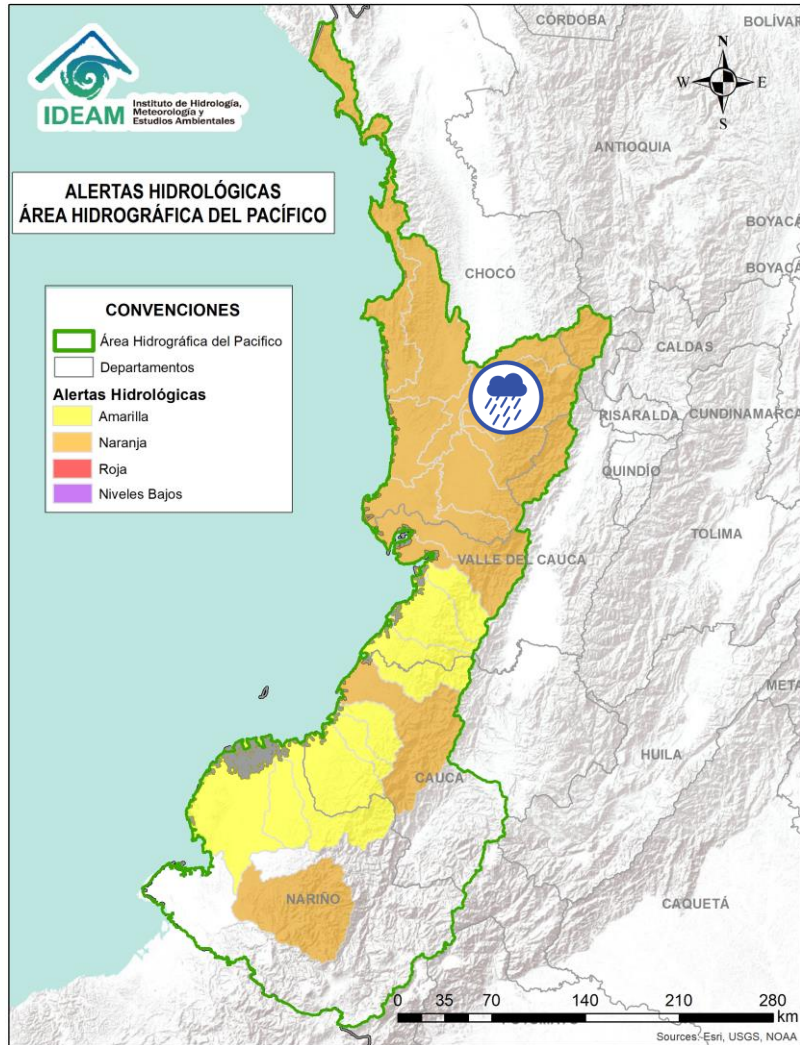 IDEAM
Instituto de Hidrología,
Meteorología y
Estudios Ambientales
ALERTAS HIDROLÓGICAS
ÁREA HIDROGRÁFICA DEL PACÍFICO
CONVENCIONES
Área Hidrográfica del Pacifico
Departamentos
Alertas Hidrológicas
Amarilla
Naranja
Roja
Niveles Bajos
N
W E
S
CÓRDOBA
BOLÍVAR
ANTIOQUIA
BOYACÁ
BOYACÁ
CHOCÓ
CALDAS
RISARALDA
CUNDINAMARCA
QUINDÍO
TOLIMA
VALLE DEL CAUCA
META
HUILA
CAUCA
NARIÑO
CAQUETÁ
0 35 70 140 210 280
km
Sources: Esri, USGS, NOAA